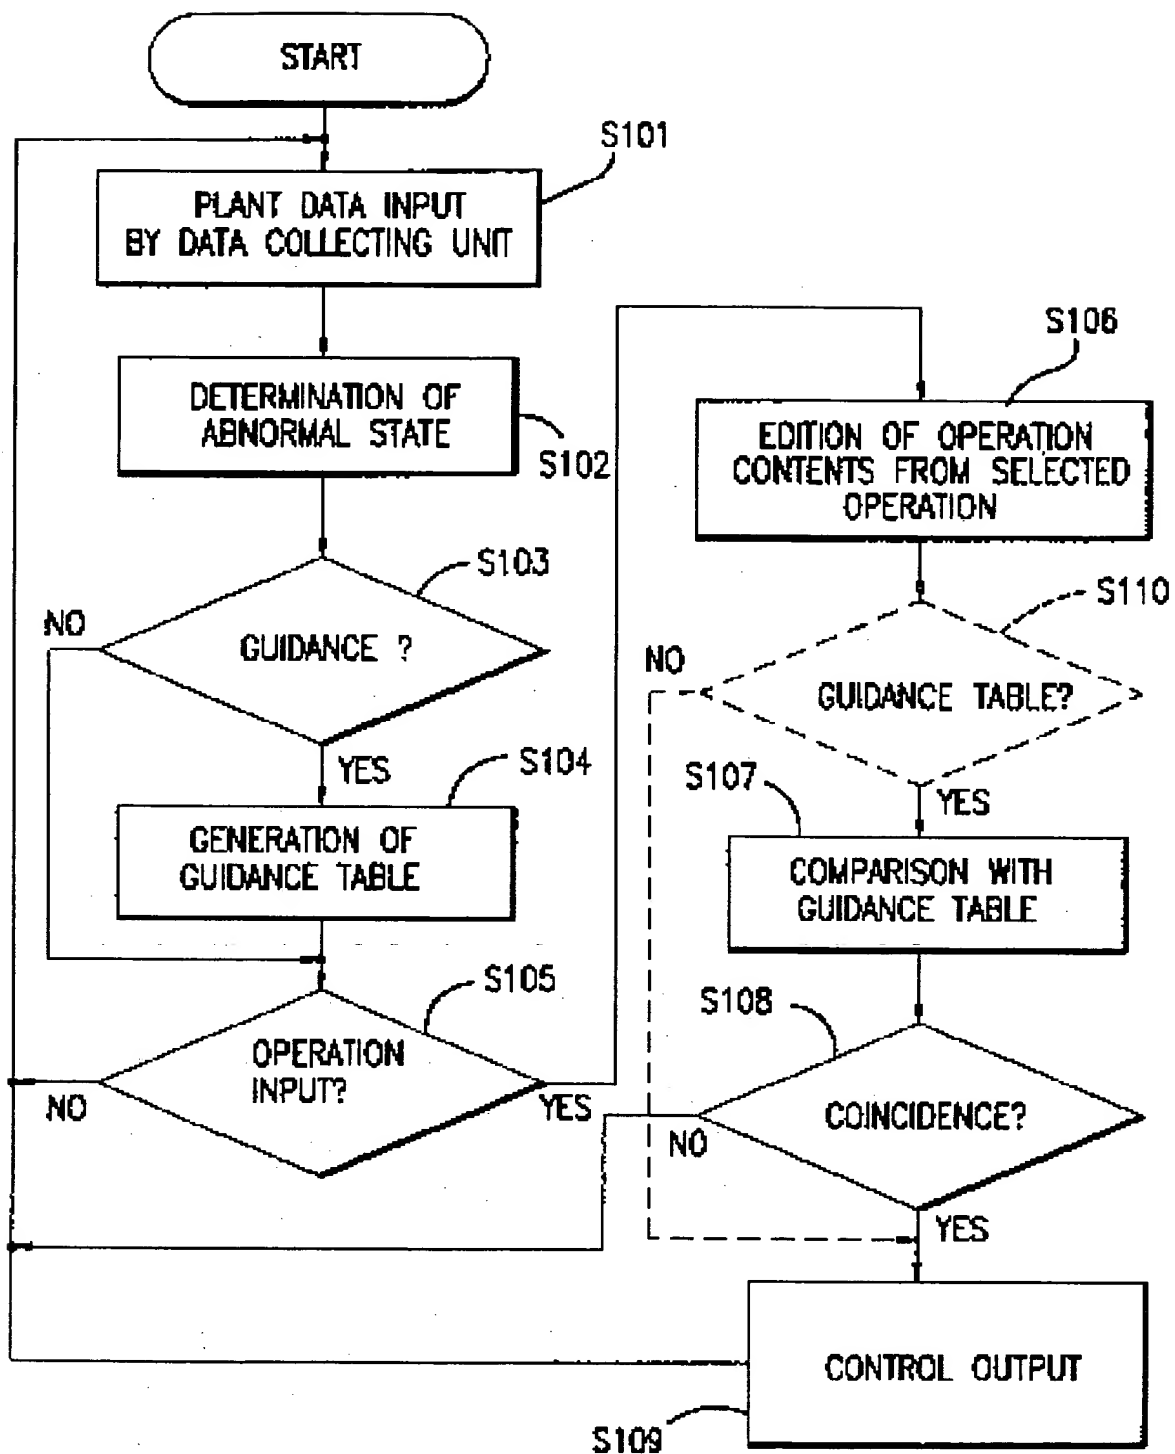 START
S101
PLANT DATA INPUT
BY DATA COLLECTING UNIT
DETERMINATION OF
ABNORMAL STATE
S102
S103
NO
GUIDANCE ?
YES
S104
GENERATION OF
GUIDANCE TABLE
S105
OPERATION
INPUT?
NO
YES
S106
EDITION OF OPERATION
CONTENTS FROM SELECTED
OPERATION
S110
NO
GUIDANCE TABLE?
YES
S107
COMPARISON WITH
GUIDANCE TABLE
S108
COINCIDENCE?
NO
YES
CONTROL OUTPUT
S109